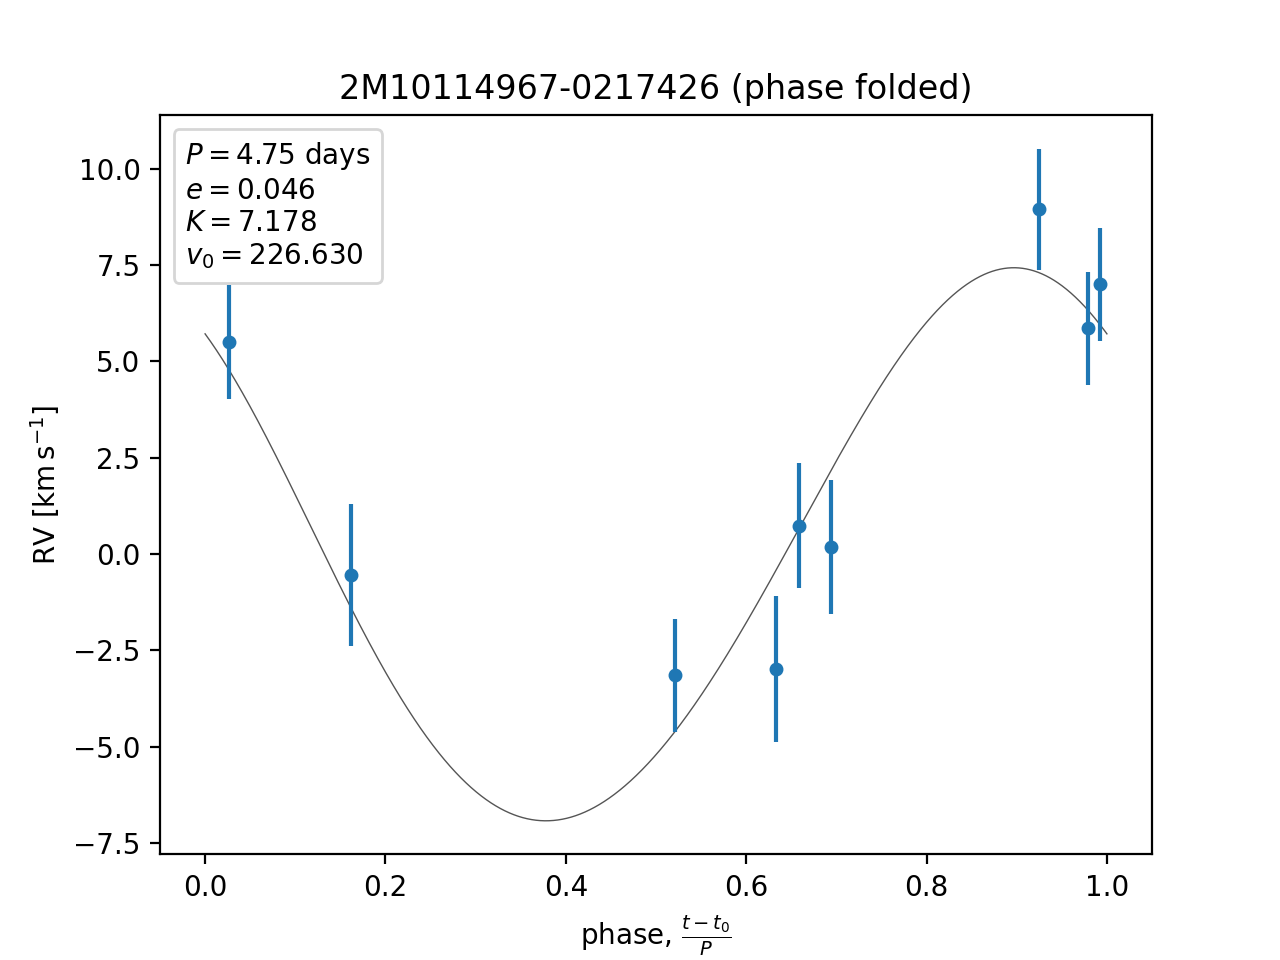 2M10114967-0217426 (phase folded)
P = 4.75 days
e = 0.046
K = 7.178
v₀ = 226.630
10.0
7.5
5.0
2.5
0.0
−2.5
−5.0
−7.5
RV [km s⁻¹]
0.0 0.2 0.4 0.6 0.8 1.0
phase, (t − t₀)/P